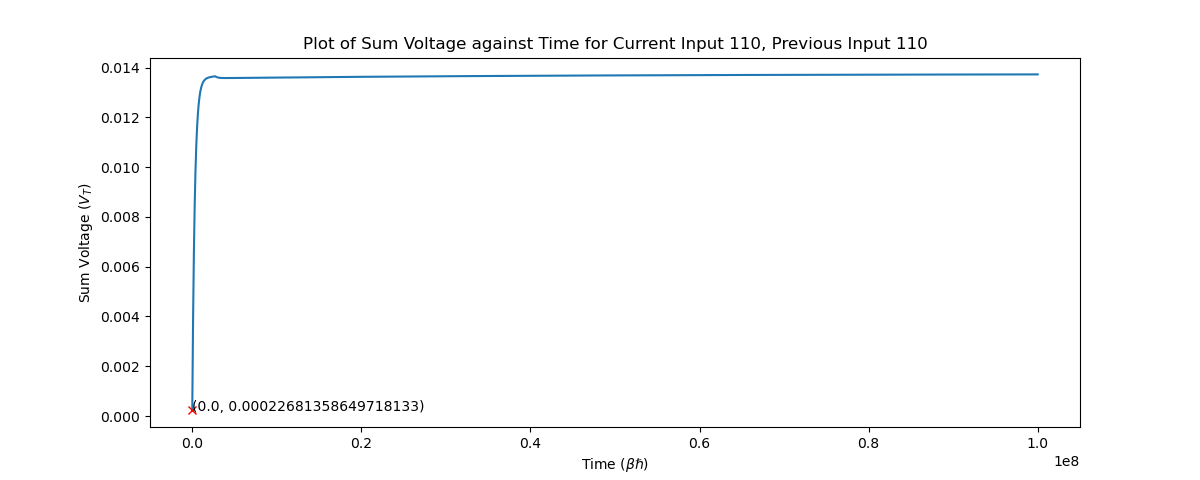 Plot of Sum Voltage against Time for Current Input 110, Previous Input 110
0.014
0.012
0.010
0.008
0.006
0.004
0.002
0.000
Sum Voltage (V_T)
(0.0, 0.00022681358649718133)
0.0 0.2 0.4 0.6 0.8 1.0
1e8
Time (βℏ)